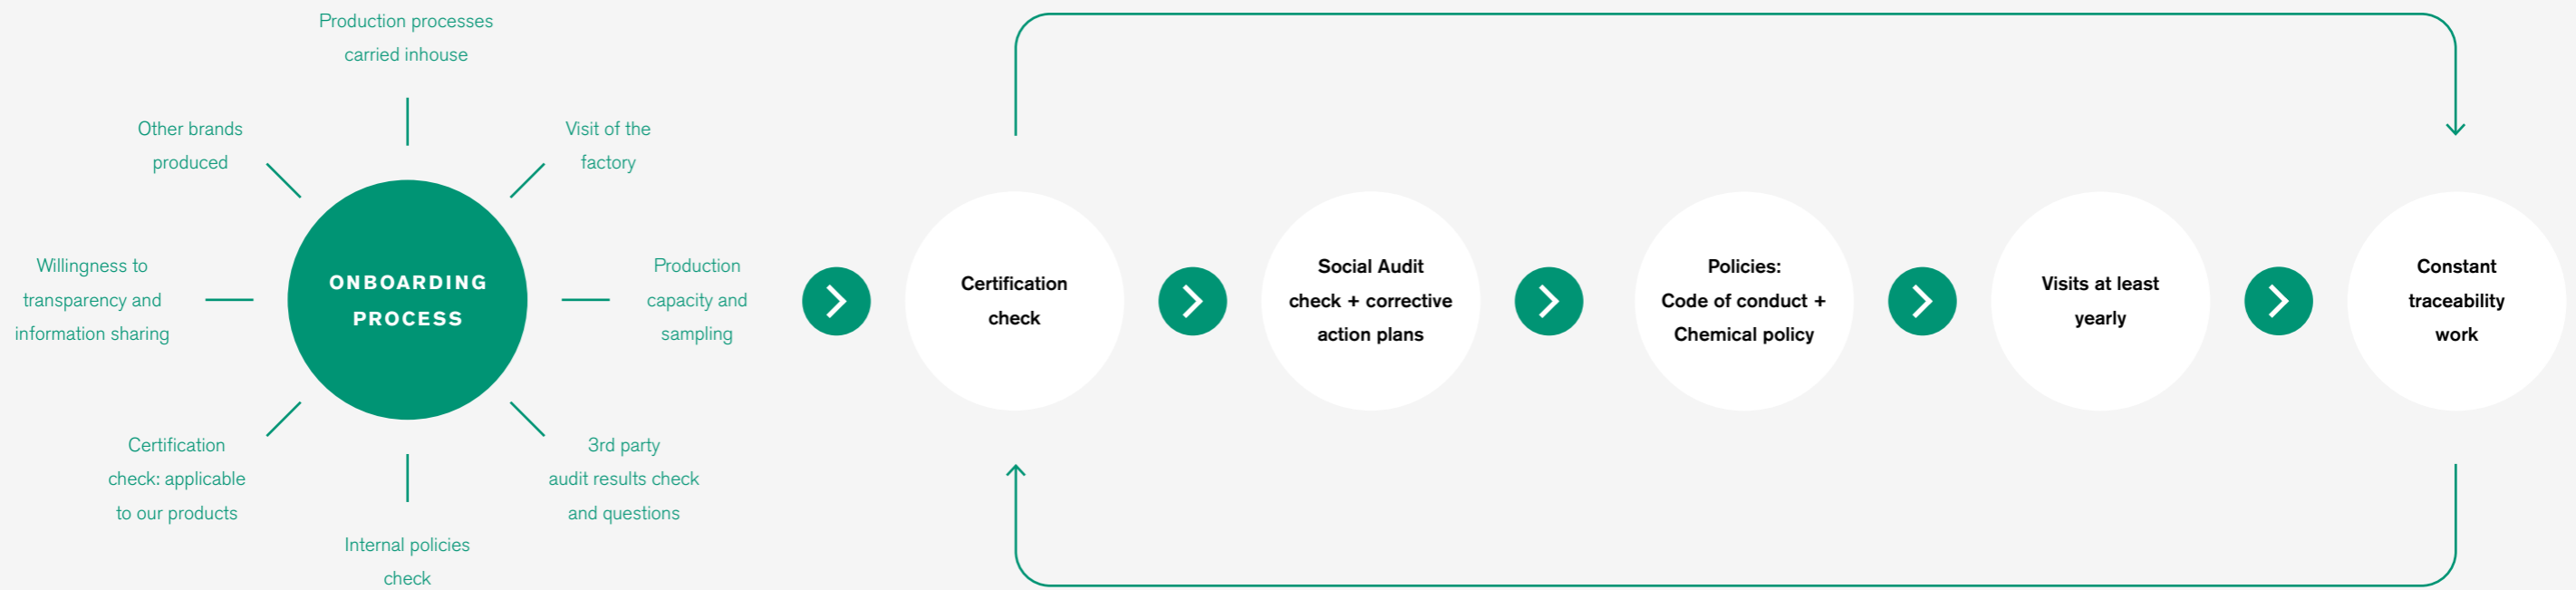 Production processes
carried inhouse
Other brands
produced
Visit of the
factory
Willingness to
transparency and
information sharing
ONBOARDING
PROCESS
Production
capacity and
sampling
Certification
check: applicable
to our products
3rd party
audit results check
and questions
Internal policies
check
Certification
check
Social Audit
check + corrective
action plans
Policies:
Code of conduct +
Chemical policy
Visits at least
yearly
Constant
traceability
work